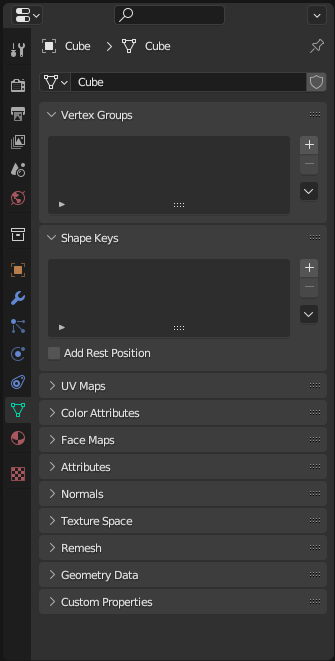 Cube Cube
Cube
Vertex Groups
Shape Keys
Add Rest Position
UV Maps
Color Attributes
Face Maps
Attributes
Normals
Texture Space
Remesh
Geometry Data
Custom Properties